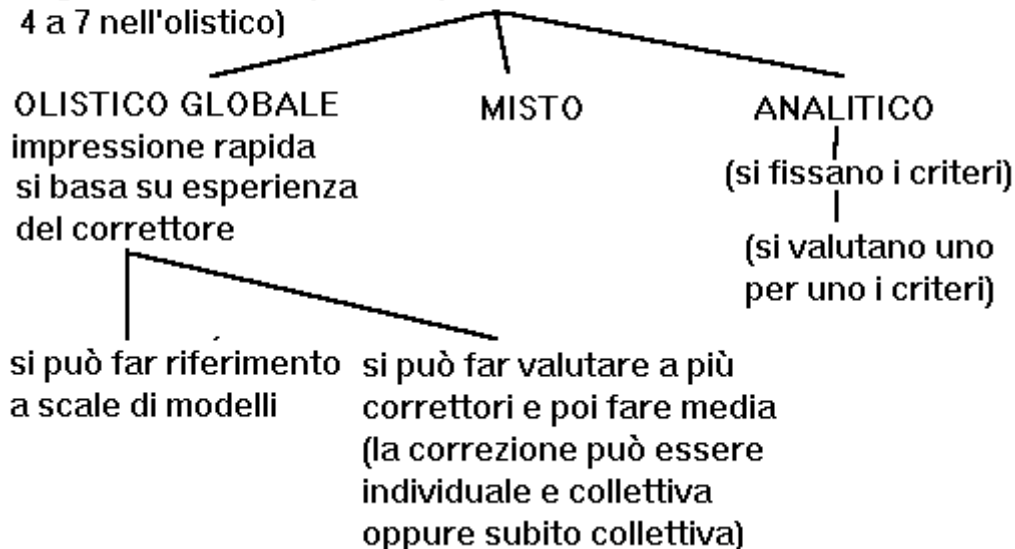 4 a 7 nell'olistico)
OLISTICO GLOBALE
impressione rapida
si basa su esperienza
del correttore
MISTO
ANALITICO
(si fissano i criteri)
(si valutano uno
per uno i criteri)
si può far riferimento
a scale di modelli
si può far valutare a più
correttori e poi fare media
(la correzione può essere
individuale e collettiva
oppure subito collettiva)